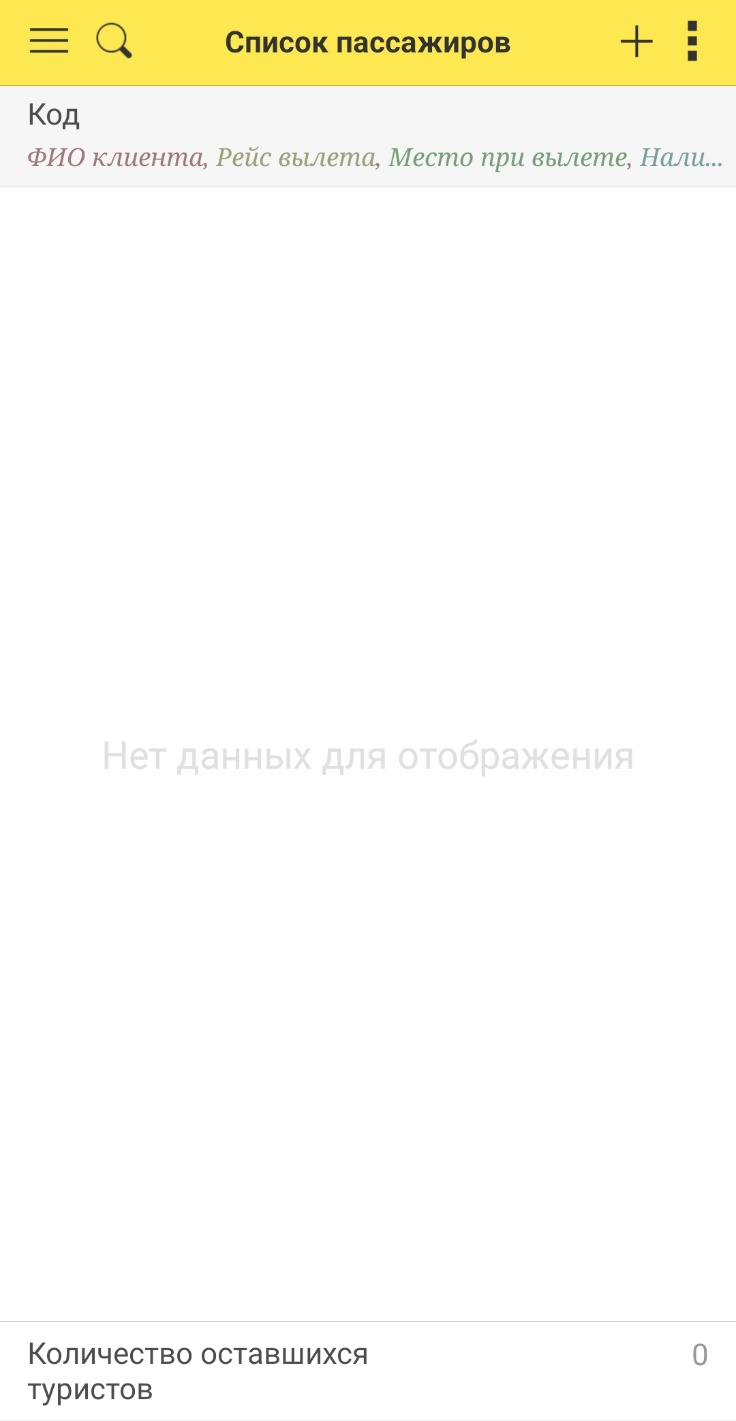 Список пассажиров
Код
ФИО клиента, Рейс вылета, Место при вылете, Нали...
Нет данных для отображения
Количество оставшихся
туристов
0